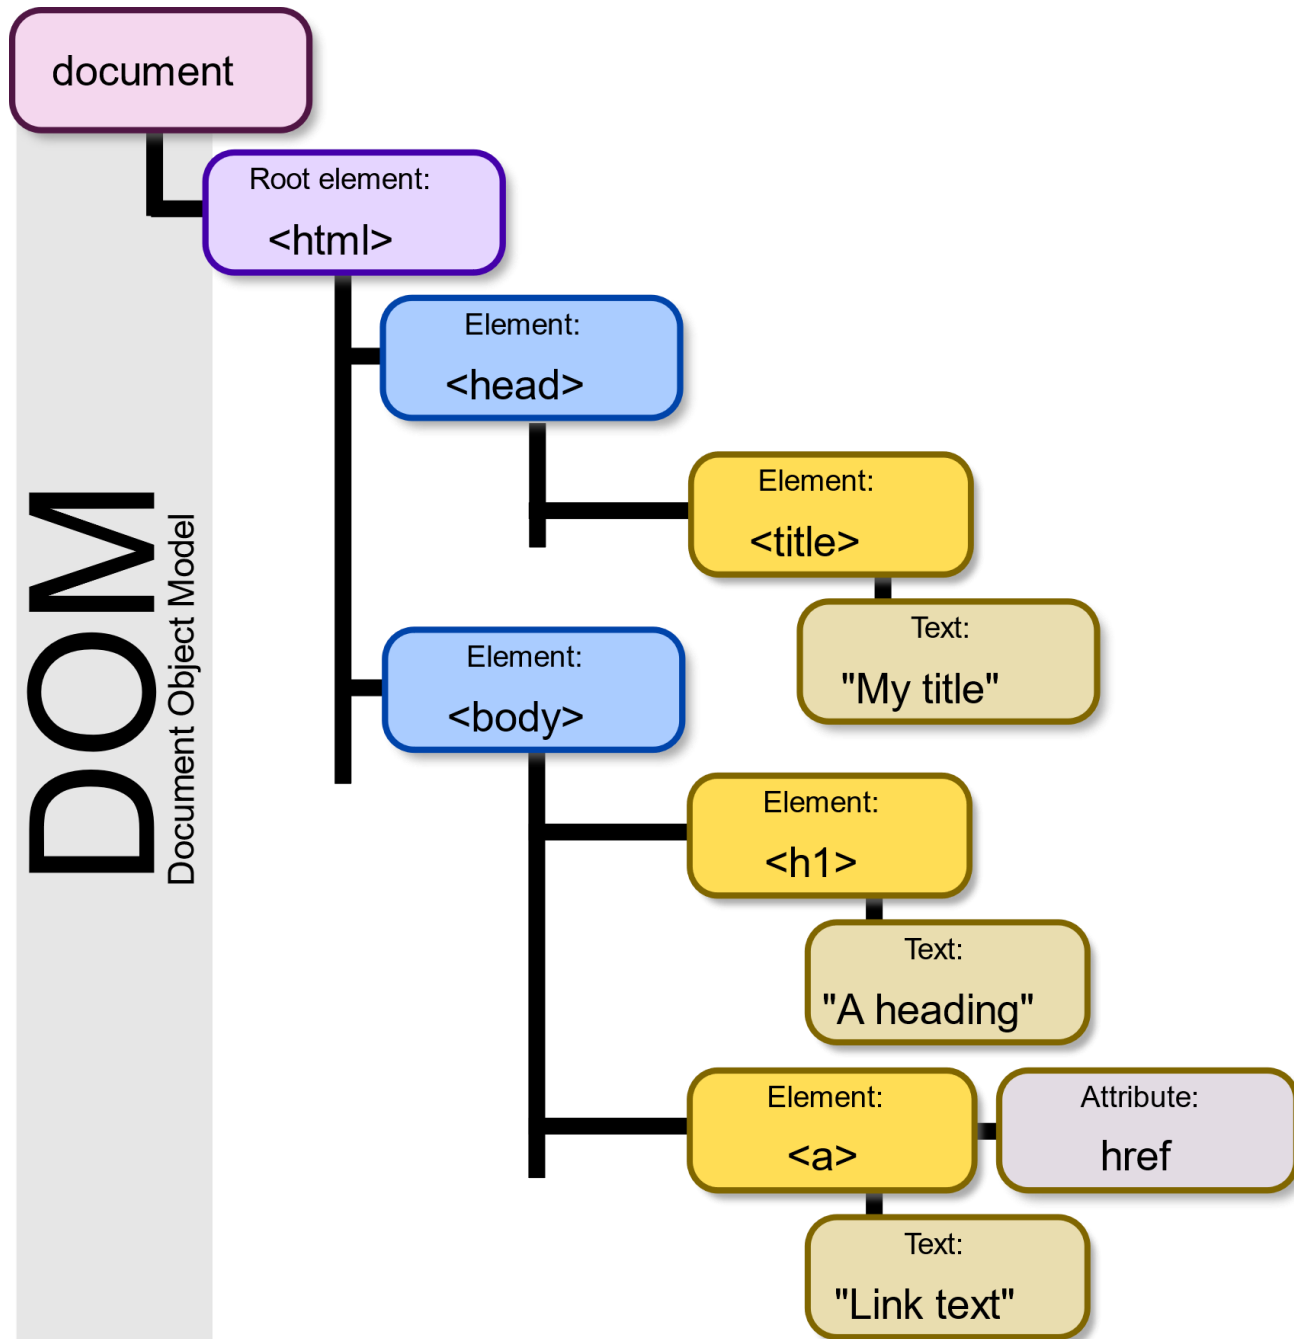 document
Root element:
<html>
Element:
<head>
Element:
<title>
Text:
"My title"
Element:
<body>
Element:
<h1>
Text:
"A heading"
Element:
<a>
Attribute:
href
Text:
"Link text"
DOM
Document Object Model